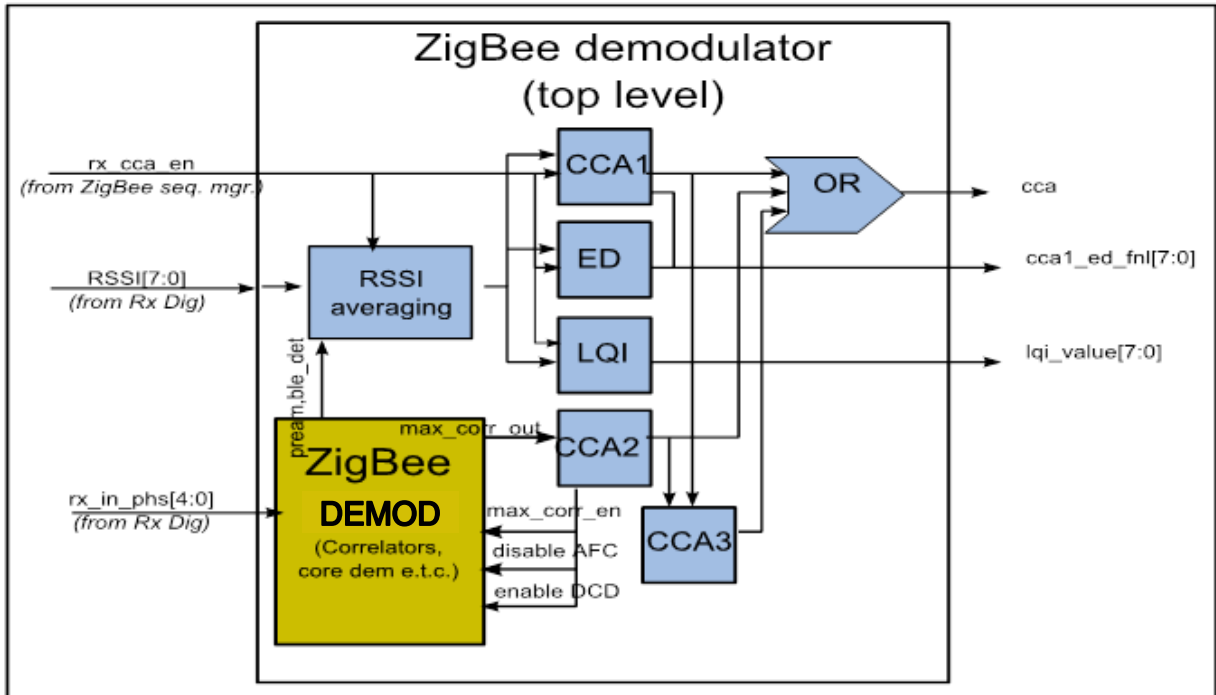 ZigBee demodulator
(top level)
rx_cca_en
(from ZigBee seq. mgr.)
CCA1
OR
cca
RSSI[7:0]
(from Rx Dig)
RSSI
averaging
ED
cca1_ed_fnl[7:0]
LQI
lqi_value[7:0]
pream,ble_det
max_corr_out
CCA2
ZigBee
DEMOD
(Correlators,
core dem e.t.c.)
rx_in_phs[4:0]
(from Rx Dig)
max_corr_en
disable AFC
enable DCD
CCA3